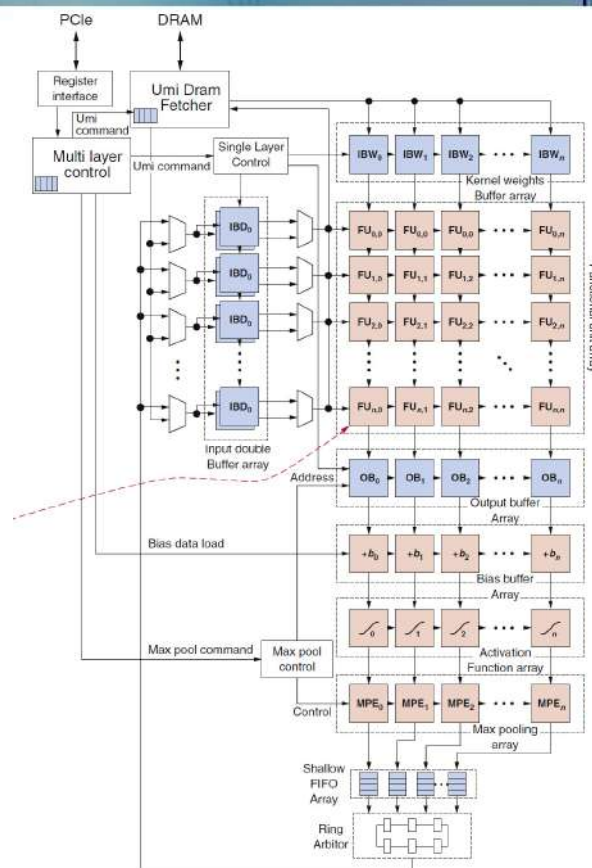 PCIe DRAM
Register
interface
Umi Dram
Fetcher
Umi
command
Multi layer
control
Umi command
Single Layer
Control
IBW0 IBW1 IBW2 IBWn
Kernel weights
Buffer array
IBD0 FU0,0 FU0,0 FU0,0 FU0,n
IBD0 FU1,0 FU1,1 FU1,2 FU1,n
IBD0 FU2,0 FU2,1 FU2,2 FU2,n
IBD0 FUn,0 FUn,1 FUn,2 FUn,n
Input double
Buffer array
Address
OB0 OB1 OB2 OBn
Output buffer
Array
Bias data load
+b0 +b1 +b2 +bn
Bias buffer
Array
0 1 2 n
Activation
Function array
Max pool command
Max pool
control
Control
MPE0 MPE1 MPE2 MPEn
Max pooling
array
Shallow
FIFO
Array
Ring
Arbitor